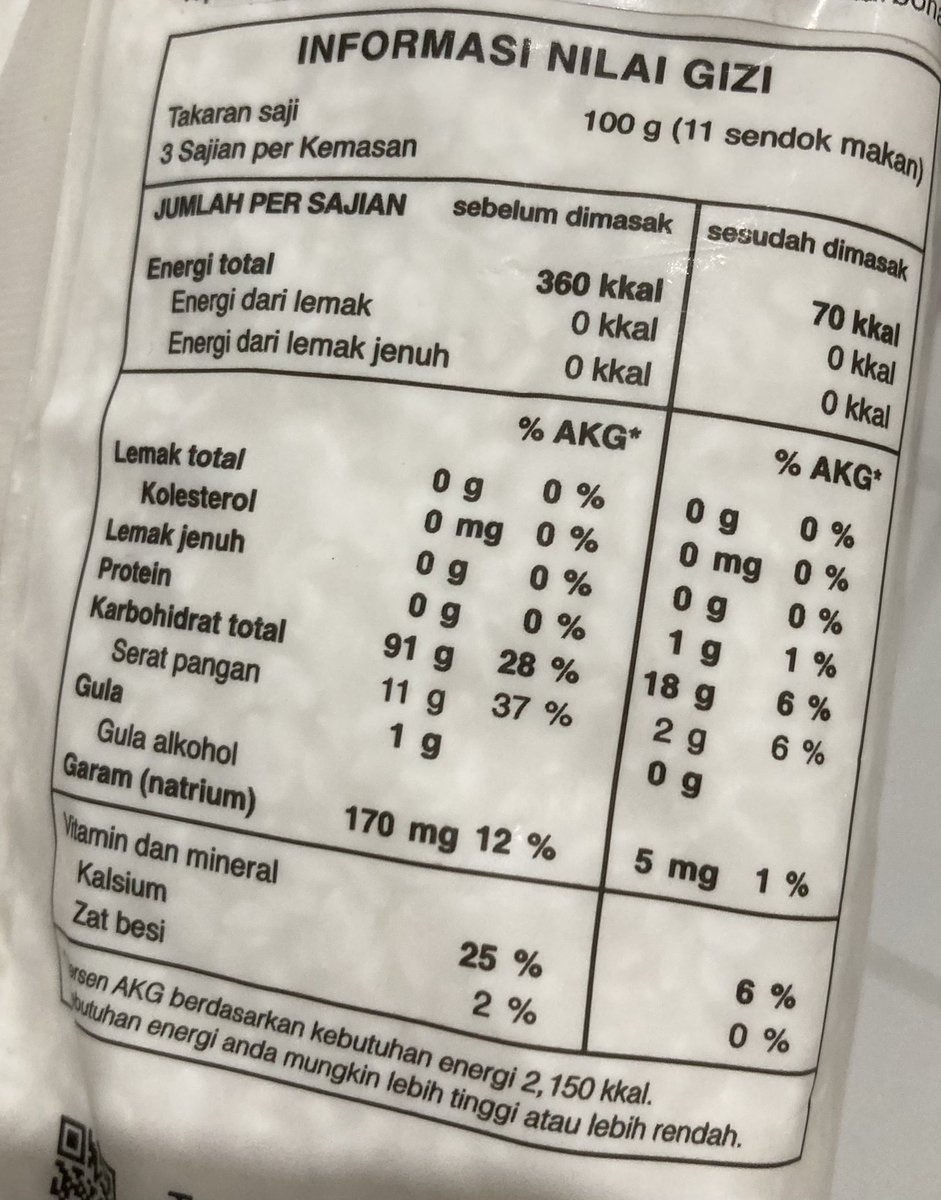 INFORMASI NILAI GIZI
Takaran saji 100 g (11 sendok makan)
3 Sajian per Kemasan
JUMLAH PER SAJIAN sebelum dimasak sesudah dimasak
Energi total 360 kkal 70 kkal
Energi dari lemak 0 kkal 0 kkal
Energi dari lemak jenuh 0 kkal 0 kkal
% AKG* % AKG*
Lemak total 0 g 0 % 0 g 0 %
Kolesterol 0 mg 0 % 0 mg 0 %
Lemak jenuh 0 g 0 % 0 g 0 %
Protein 0 g 0 % 1 g 1 %
Karbohidrat total 91 g 28 % 18 g 6 %
Serat pangan 11 g 37 % 2 g 6 %
Gula 1 g 0 g
Gula alkohol
Garam (natrium) 170 mg 12 % 5 mg 1 %
Vitamin dan mineral
Kalsium 25 % 6 %
Zat besi 2 % 0 %
AKG berdasarkan kebutuhan energi 2,150 kkal.
energi anda mungkin lebih tinggi atau lebih rendah.